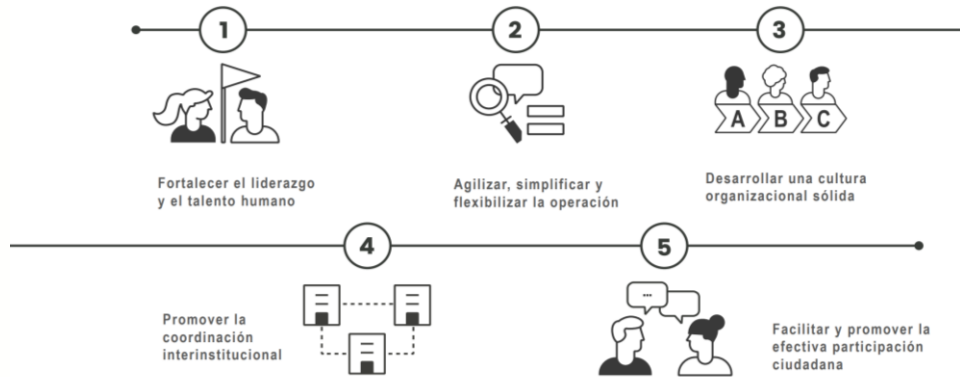 1
2
3
Fortalecer el liderazgo
y el talento humano
Agilizar, simplificar y
flexibilizar la operación
A B C
Desarrollar una cultura
organizacional sólida
4
5
Promover la
coordinación
interinstitucional
...
Facilitar y promover la
efectiva participación
ciudadana